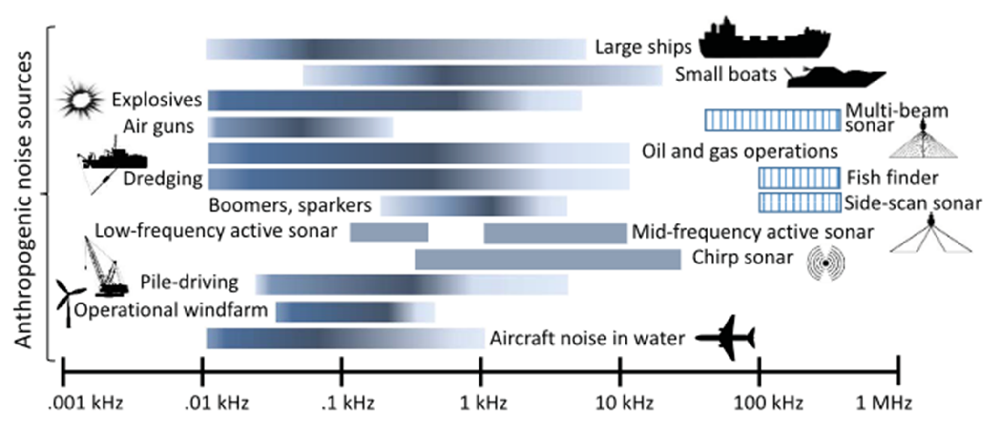 Anthropogenic noise sources
Large ships
Small boats
Explosives
Multi-beam
sonar
Air guns
Oil and gas operations
Dredging
Fish finder
Boomers, sparkers
Side-scan sonar
Low-frequency active sonar
Mid-frequency active sonar
Chirp sonar
Pile-driving
Operational windfarm
Aircraft noise in water
.001 kHz .01 kHz .1 kHz 1 kHz 10 kHz 100 kHz 1 MHz